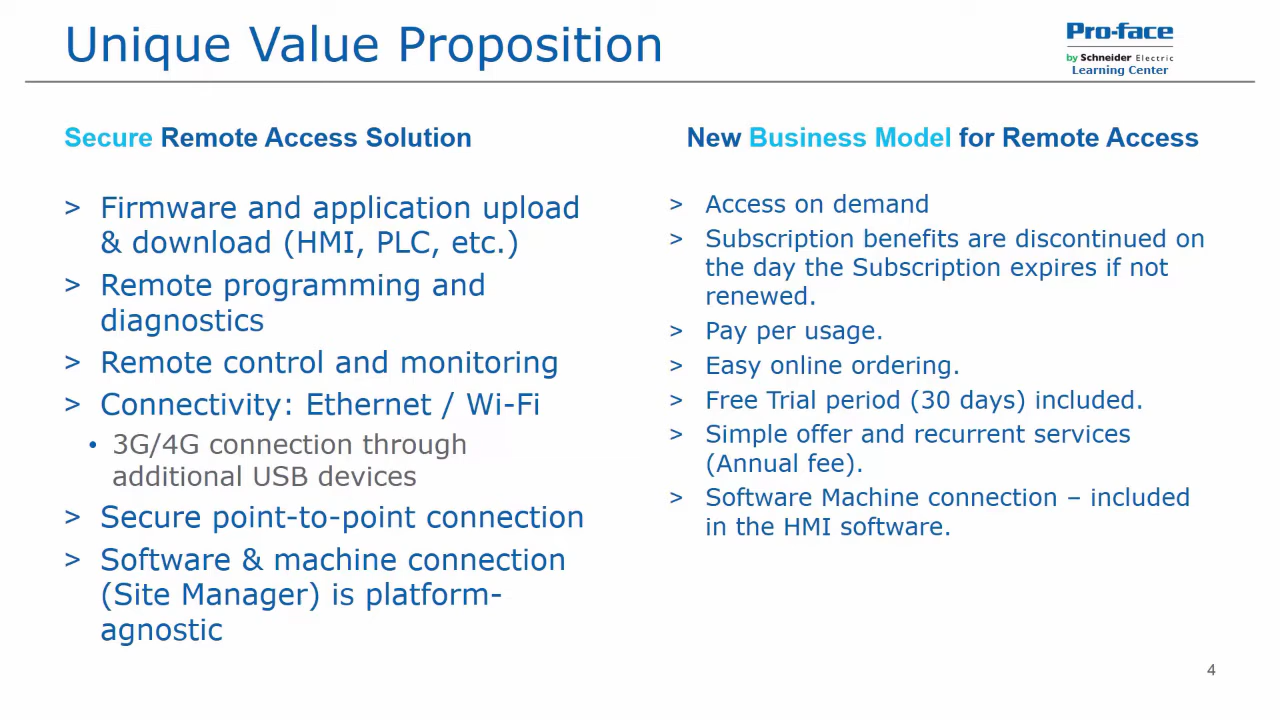 Unique Value Proposition
Pro-face
by Schneider Electric
Learning Center
Secure Remote Access Solution
> Firmware and application upload
& download (HMI, PLC, etc.)
> Remote programming and
diagnostics
> Remote control and monitoring
> Connectivity: Ethernet / Wi-Fi
• 3G/4G connection through
additional USB devices
> Secure point-to-point connection
> Software & machine connection
(Site Manager) is platform-
agnostic
New Business Model for Remote Access
> Access on demand
> Subscription benefits are discontinued on
the day the Subscription expires if not
renewed.
> Pay per usage.
> Easy online ordering.
> Free Trial period (30 days) included.
> Simple offer and recurrent services
(Annual fee).
> Software Machine connection – included
in the HMI software.
4